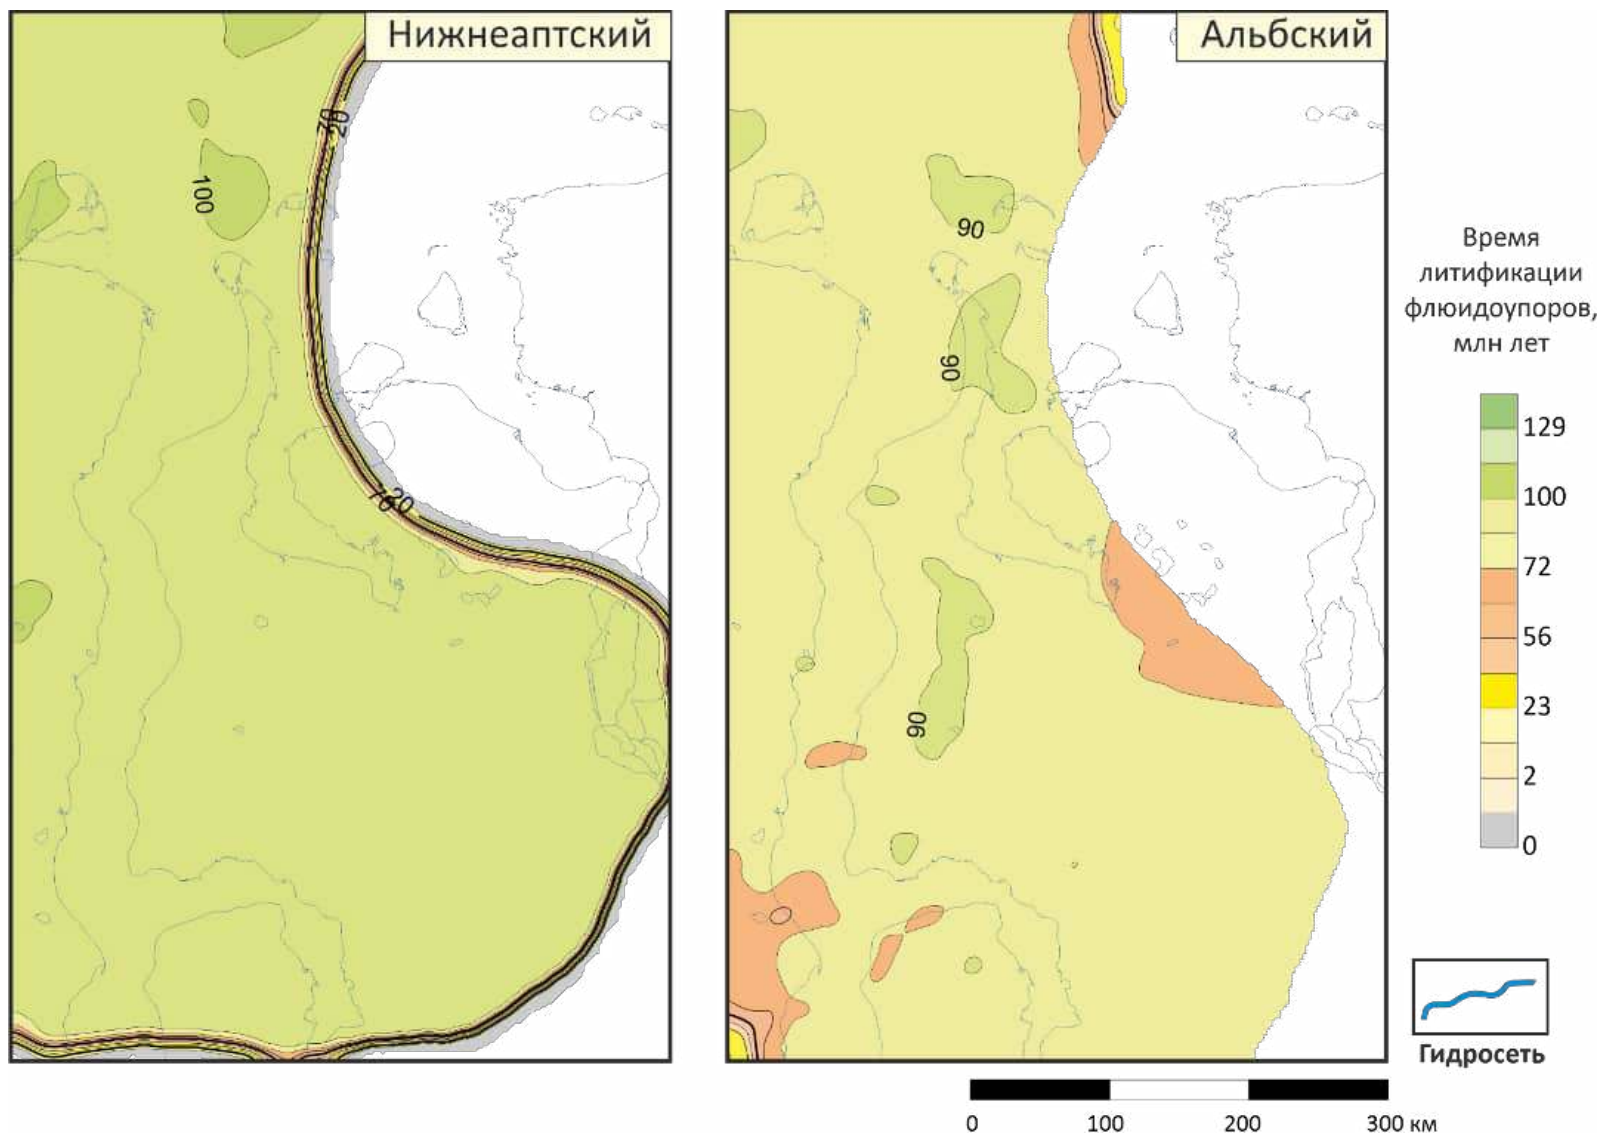 Нижнеаптский
Альбский
70
20
100
70
20
90
90
90
Время
литификации
флюидоупоров,
млн лет
129
100
72
56
23
2
0
Гидросеть
0 100 200 300 км